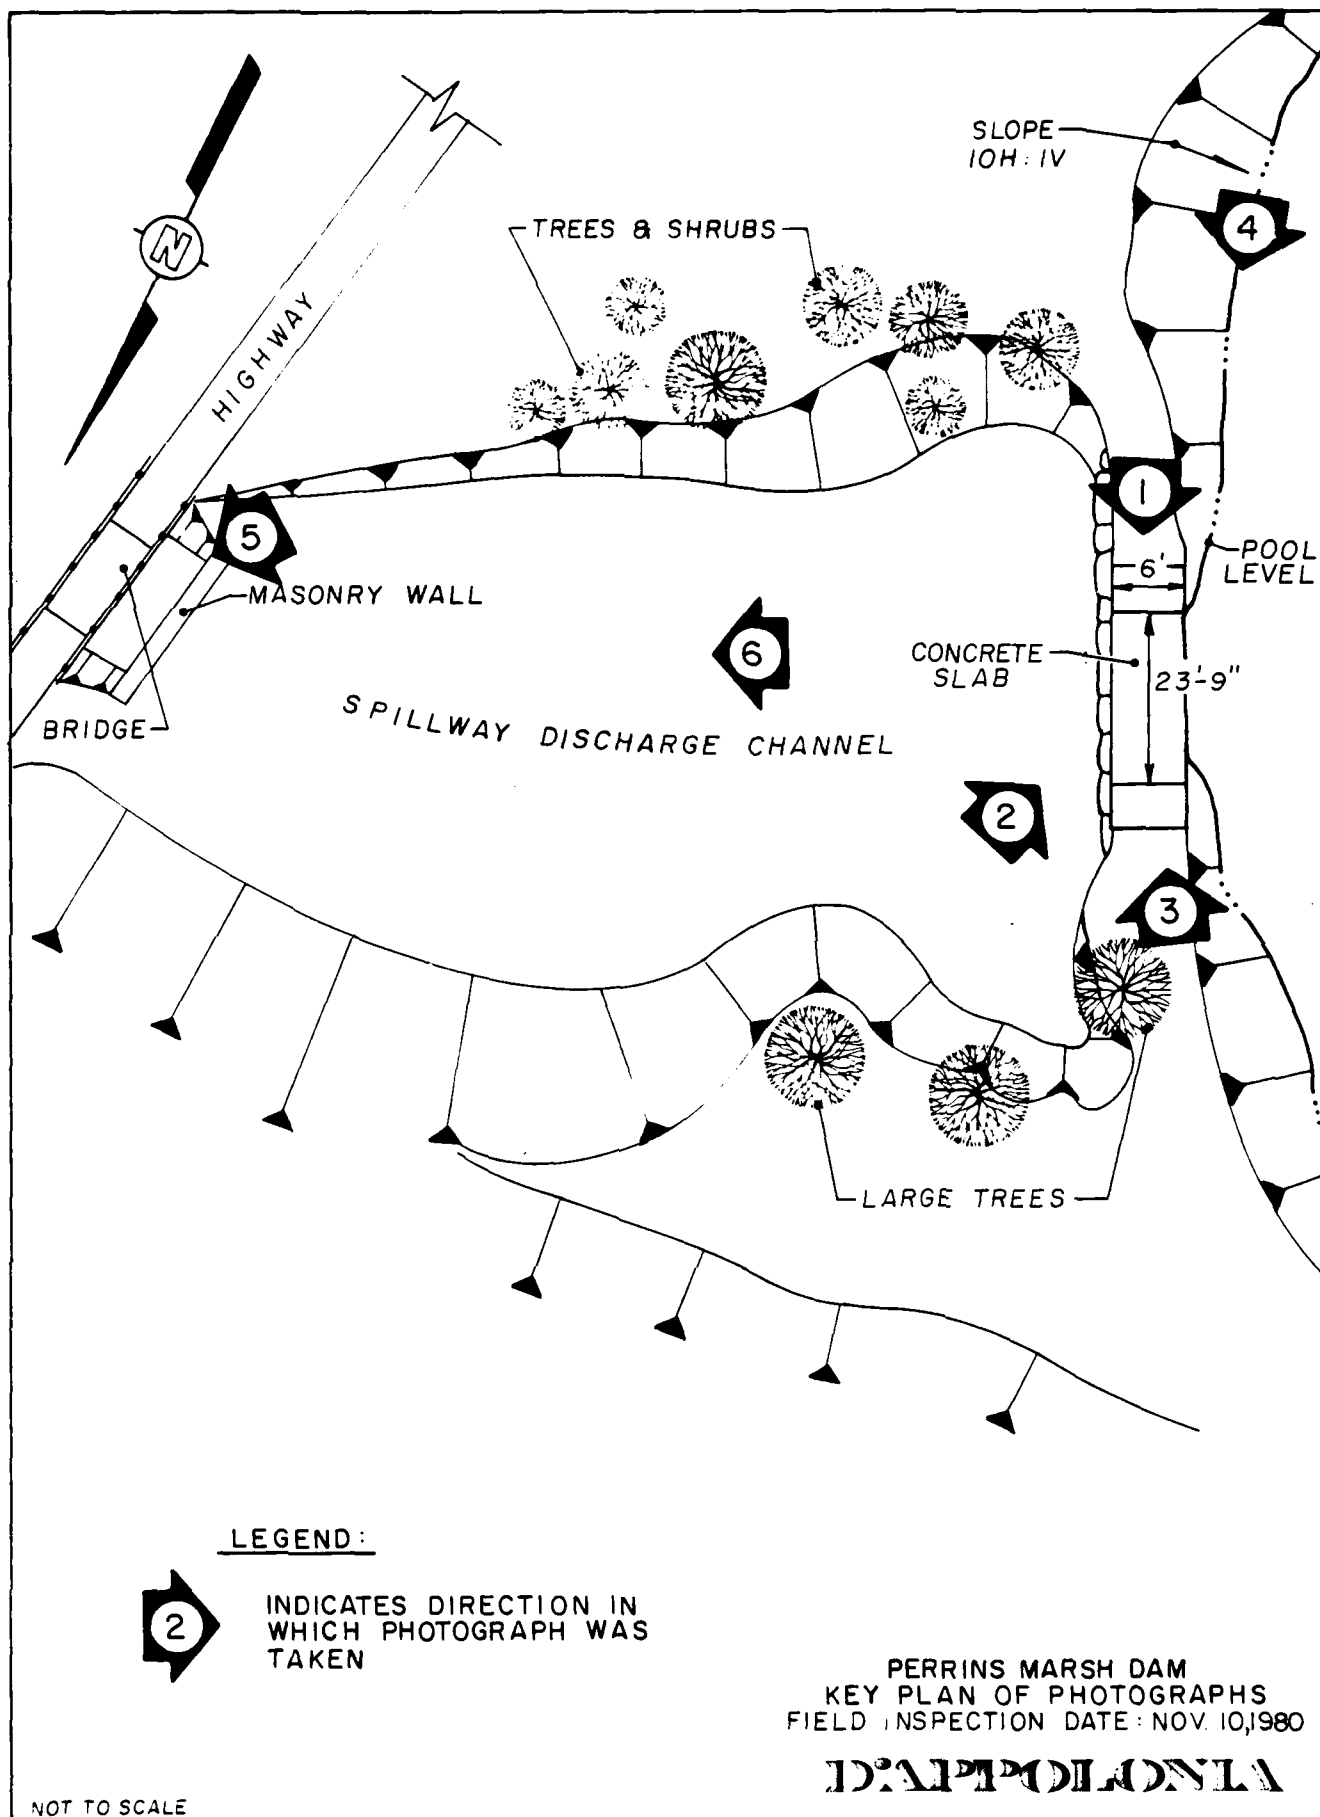 SLOPE
10H:1V
N
TREES & SHRUBS
4
HIGHWAY
1
5
POOL
LEVEL
6'
MASONRY WALL
6
CONCRETE
SLAB
23'-9"
BRIDGE
SPILLWAY DISCHARGE CHANNEL
2
3
LARGE TREES
LEGEND:
2
INDICATES DIRECTION IN
WHICH PHOTOGRAPH WAS
TAKEN
PERRINS MARSH DAM
KEY PLAN OF PHOTOGRAPHS
FIELD INSPECTION DATE: NOV. 10,1980
D'APPOLONIA
NOT TO SCALE